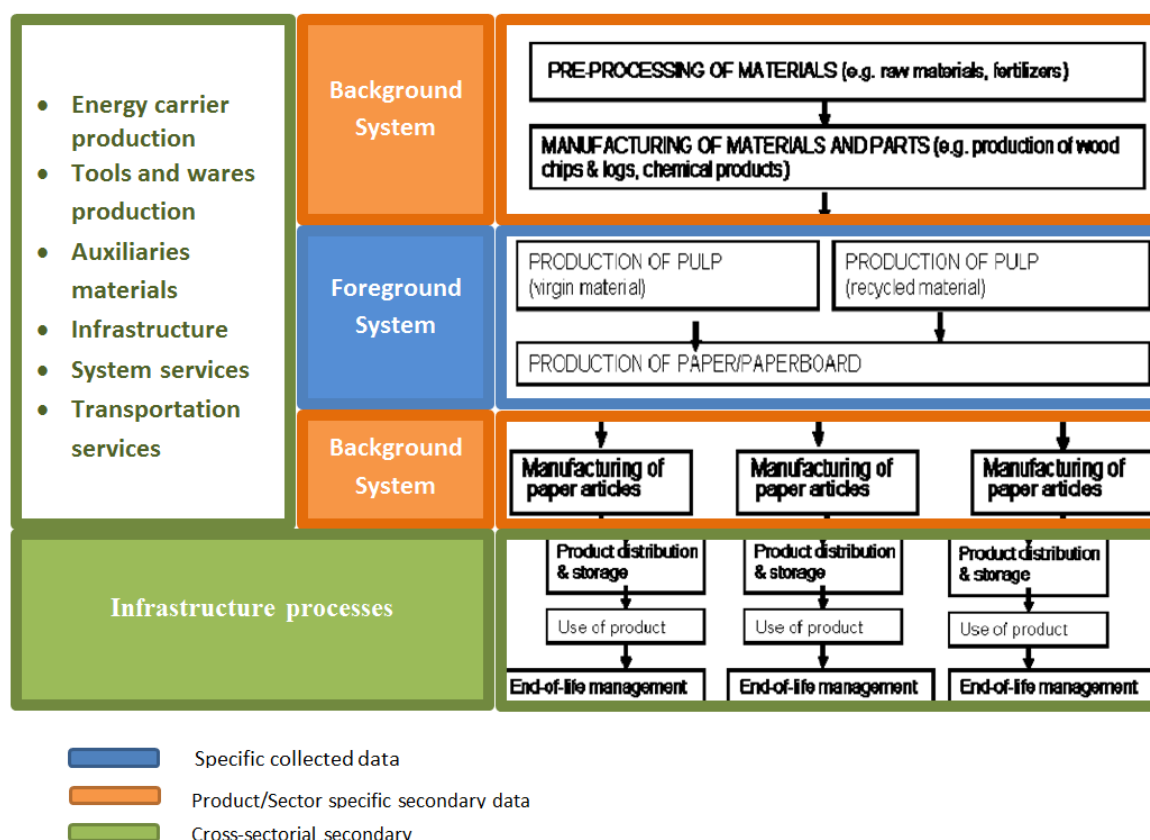 Energy carrier
production
Tools and wares
production
Auxiliaries
materials
Infrastructure
System services
Transportation
services
Background
System
PRE-PROCESSING OF MATERIALS (e.g. raw materials, fertilizers)
MANUFACTURING OF MATERIALS AND PARTS (e.g. production of wood
chips & logs, chemical products)
Foreground
System
PRODUCTION OF PULP
(virgin material)
PRODUCTION OF PULP
(recycled material)
PRODUCTION OF PAPER/PAPERBOARD
Background
System
Manufacturing of
paper articles
Manufacturing of
paper articles
Manufacturing of
paper articles
Infrastructure processes
Product distribution
& storage
Product distribution
& storage
Product distribution
& storage
Use of product
Use of product
Use of product
End-of-life management
End-of-life management
End-of-life management
Specific collected data
Product/Sector specific secondary data
Cross-sectorial secondary